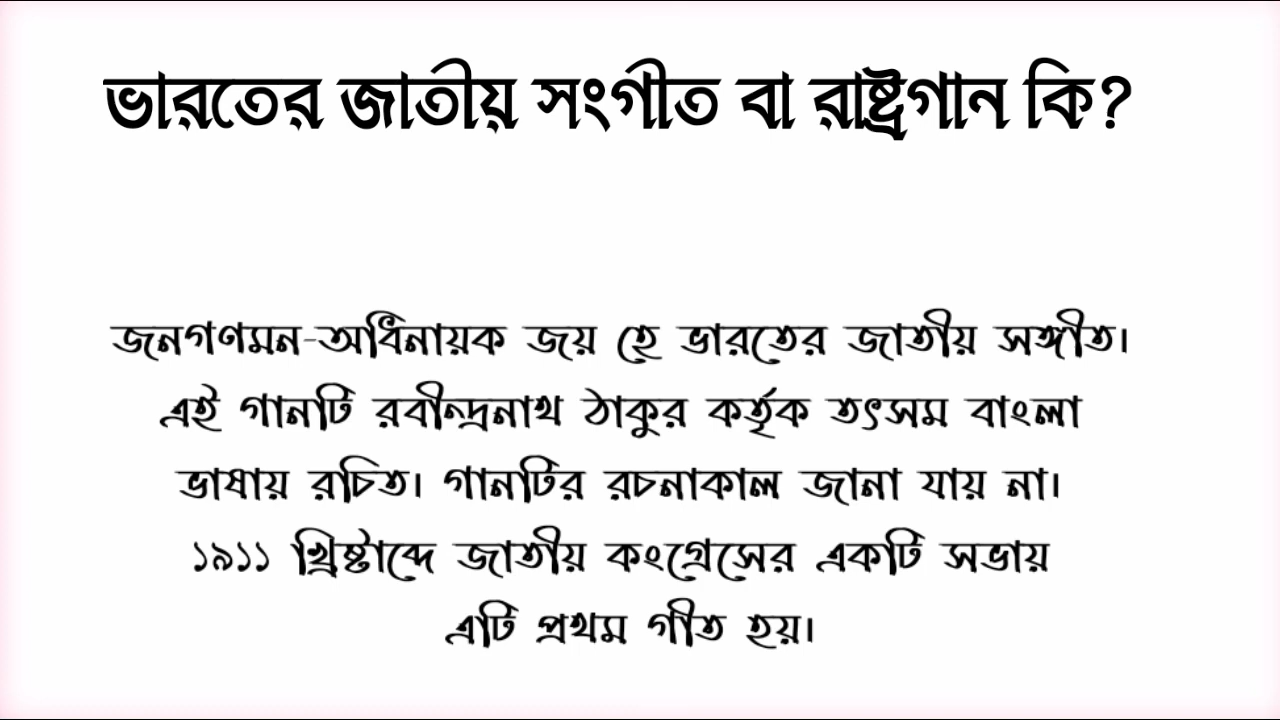 ভারতের জাতীয় সংগীত বা রাষ্ট্রগান কি?
জনগণমন-অধিনায়ক জয় হে ভারতের জাতীয় সঙ্গীত।
এই গানটি রবীন্দ্রনাথ ঠাকুর কর্তৃক তৎসম বাংলা
ভাষায় রচিত। গানটির রচনাকাল জানা যায় না।
১৯১১ খ্রিষ্টাব্দে জাতীয় কংগ্রেসের একটি সভায়
এটি প্রথম গীত হয়।